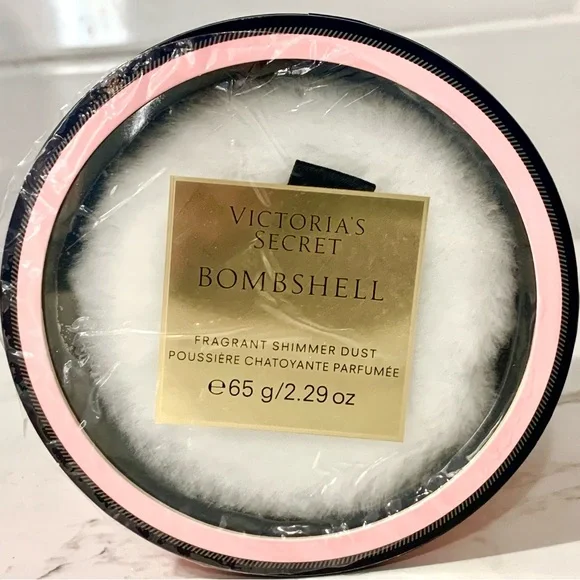 VICTORIA'S
SECRET
BOMBSHELL
FRAGRANT SHIMMER DUST
POUSSIÈRE CHATOYANTE PARFUMÉE
℮65 g/2.29 oz